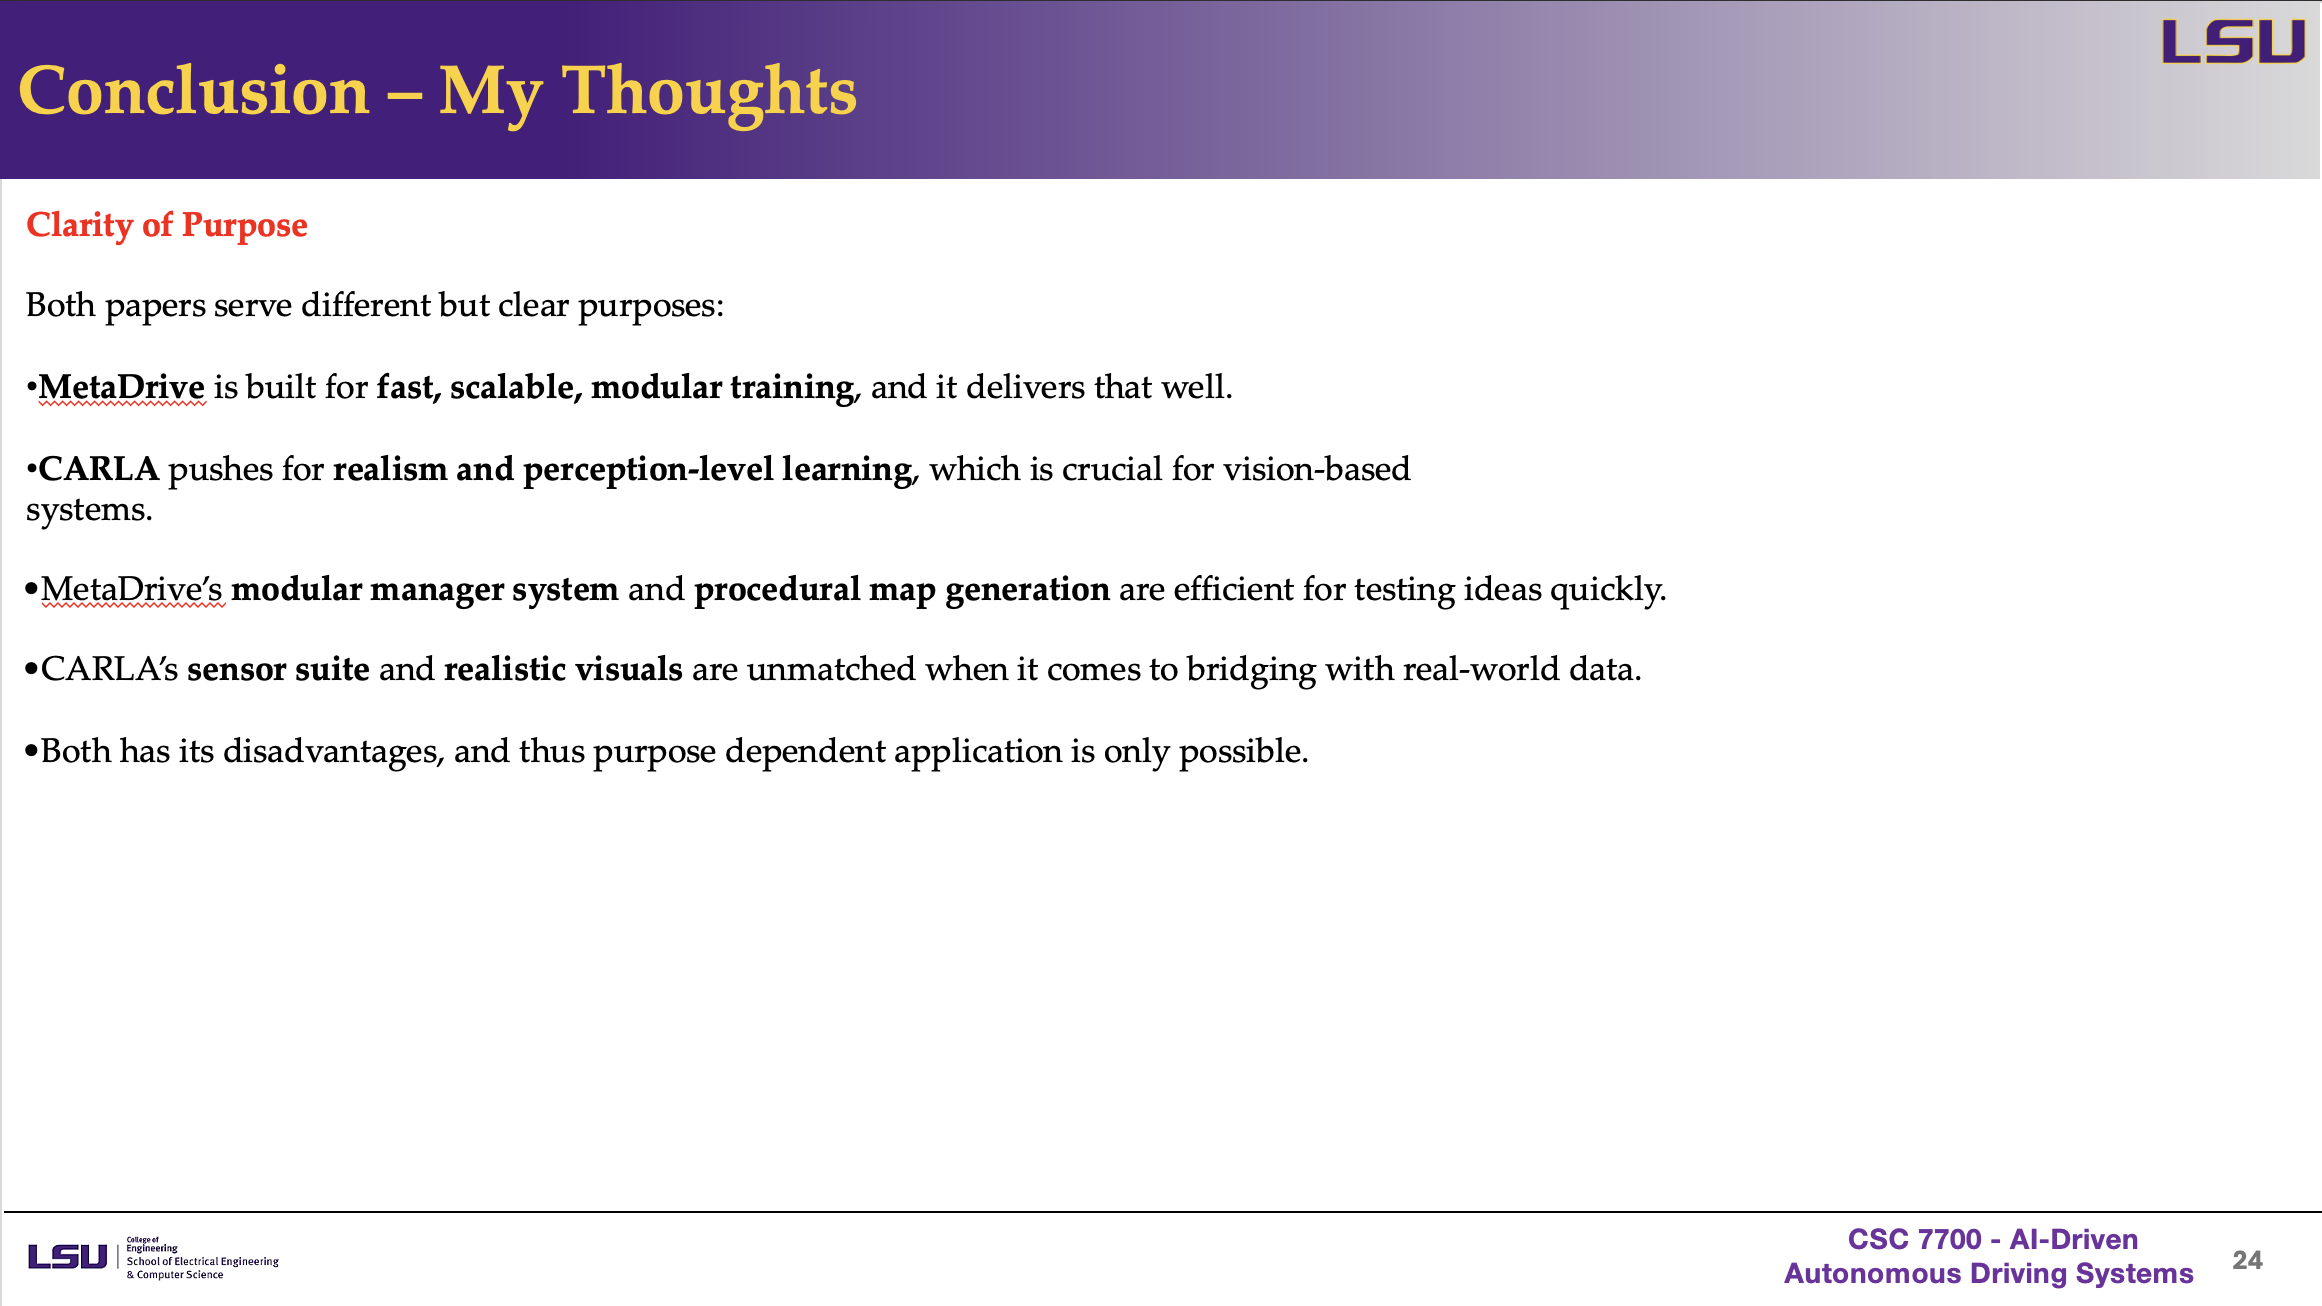 LSU
Conclusion – My Thoughts
Clarity of Purpose
Both papers serve different but clear purposes:
•MetaDrive is built for fast, scalable, modular training, and it delivers that well.
•CARLA pushes for realism and perception-level learning, which is crucial for vision-based
systems.
•MetaDrive’s modular manager system and procedural map generation are efficient for testing ideas quickly.
•CARLA’s sensor suite and realistic visuals are unmatched when it comes to bridging with real-world data.
•Both has its disadvantages, and thus purpose dependent application is only possible.
LSU
College of
Engineering
School of Electrical Engineering
& Computer Science
CSC 7700 - AI-Driven
Autonomous Driving Systems
24